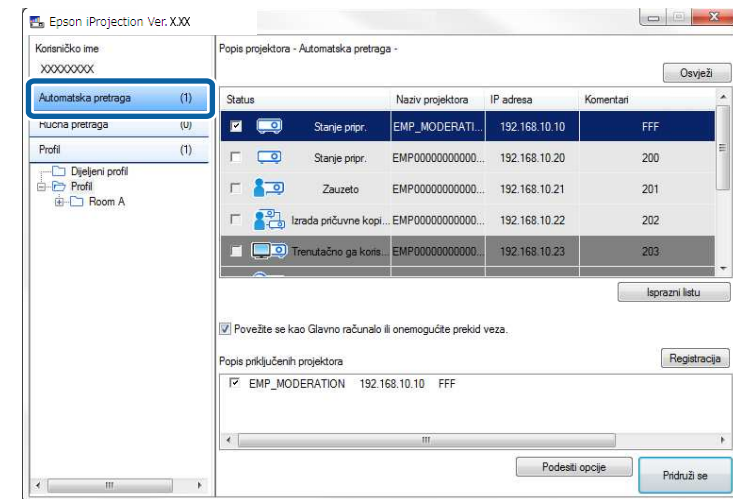 Epson iProjection Ver. X.XX
Korisničko ime
XXXXXXXX
Automatska pretraga (1)
Ručna pretraga (0)
Profil (1)
Dijeljeni profil
Profil
Room A
Popis projektora - Automatska pretraga -
Osvježi
Status Naziv projektora IP adresa Komentari
Stanje pripr. EMP_MODERATI... 192.168.10.10 FFF
Stanje pripr. EMP00000000000... 192.168.10.20 200
Zauzeto EMP00000000000... 192.168.10.21 201
Izrada pričuvne kopi... EMP00000000000... 192.168.10.22 202
Trenutačno ga koris... EMP00000000000... 192.168.10.23 203
Isprazni listu
Povežite se kao Glavno računalo ili onemogućite prekid veza.
Popis priključenih projektora
Registracija
EMP_MODERATION 192.168.10.10 FFF
Podesiti opcije
Pridruži se